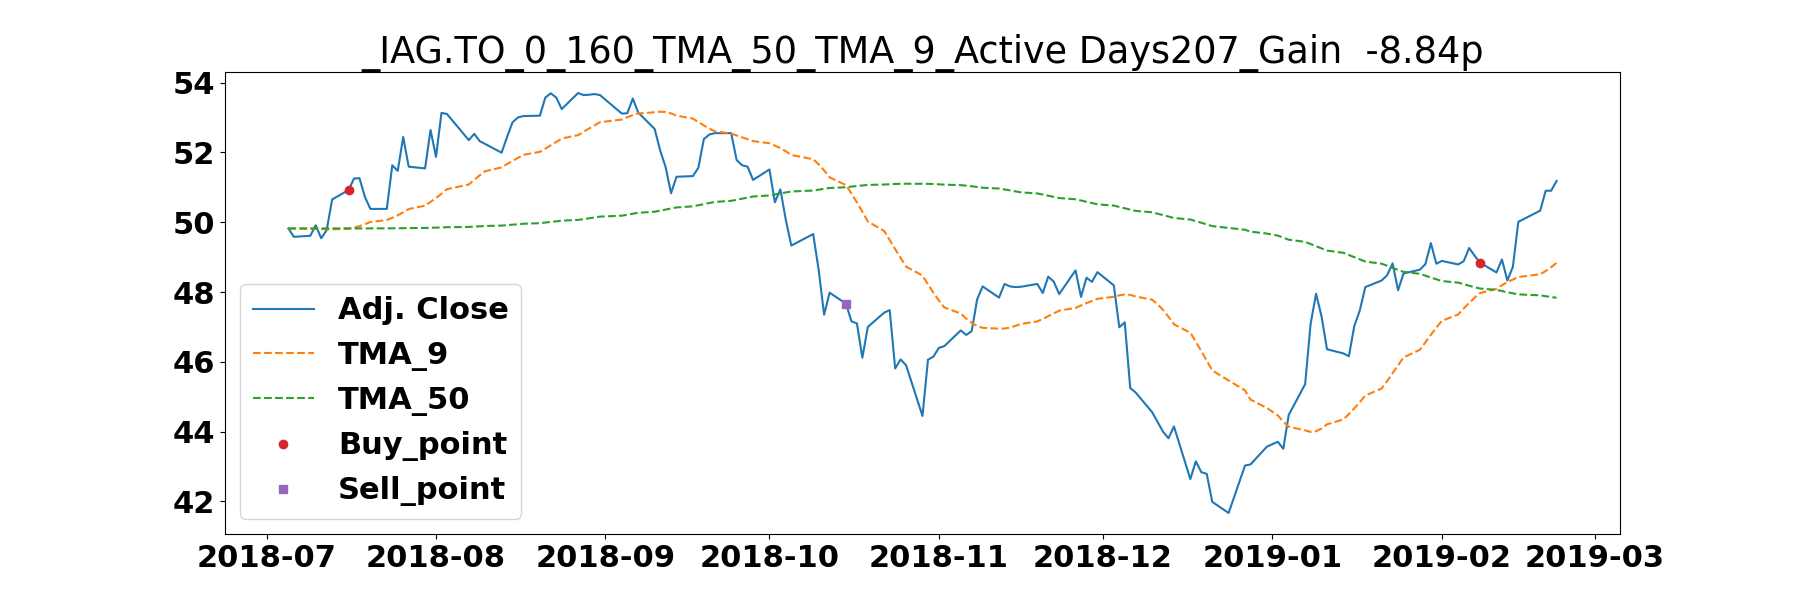 _IAG.TO_0_160_TMA_50_TMA_9_Active Days207_Gain  -8.84p
54
52
50
48
46
44
42
Adj. Close
TMA_9
TMA_50
Buy_point
Sell_point
2018-07 2018-08 2018-09 2018-10 2018-11 2018-12 2019-01 2019-02 2019-03